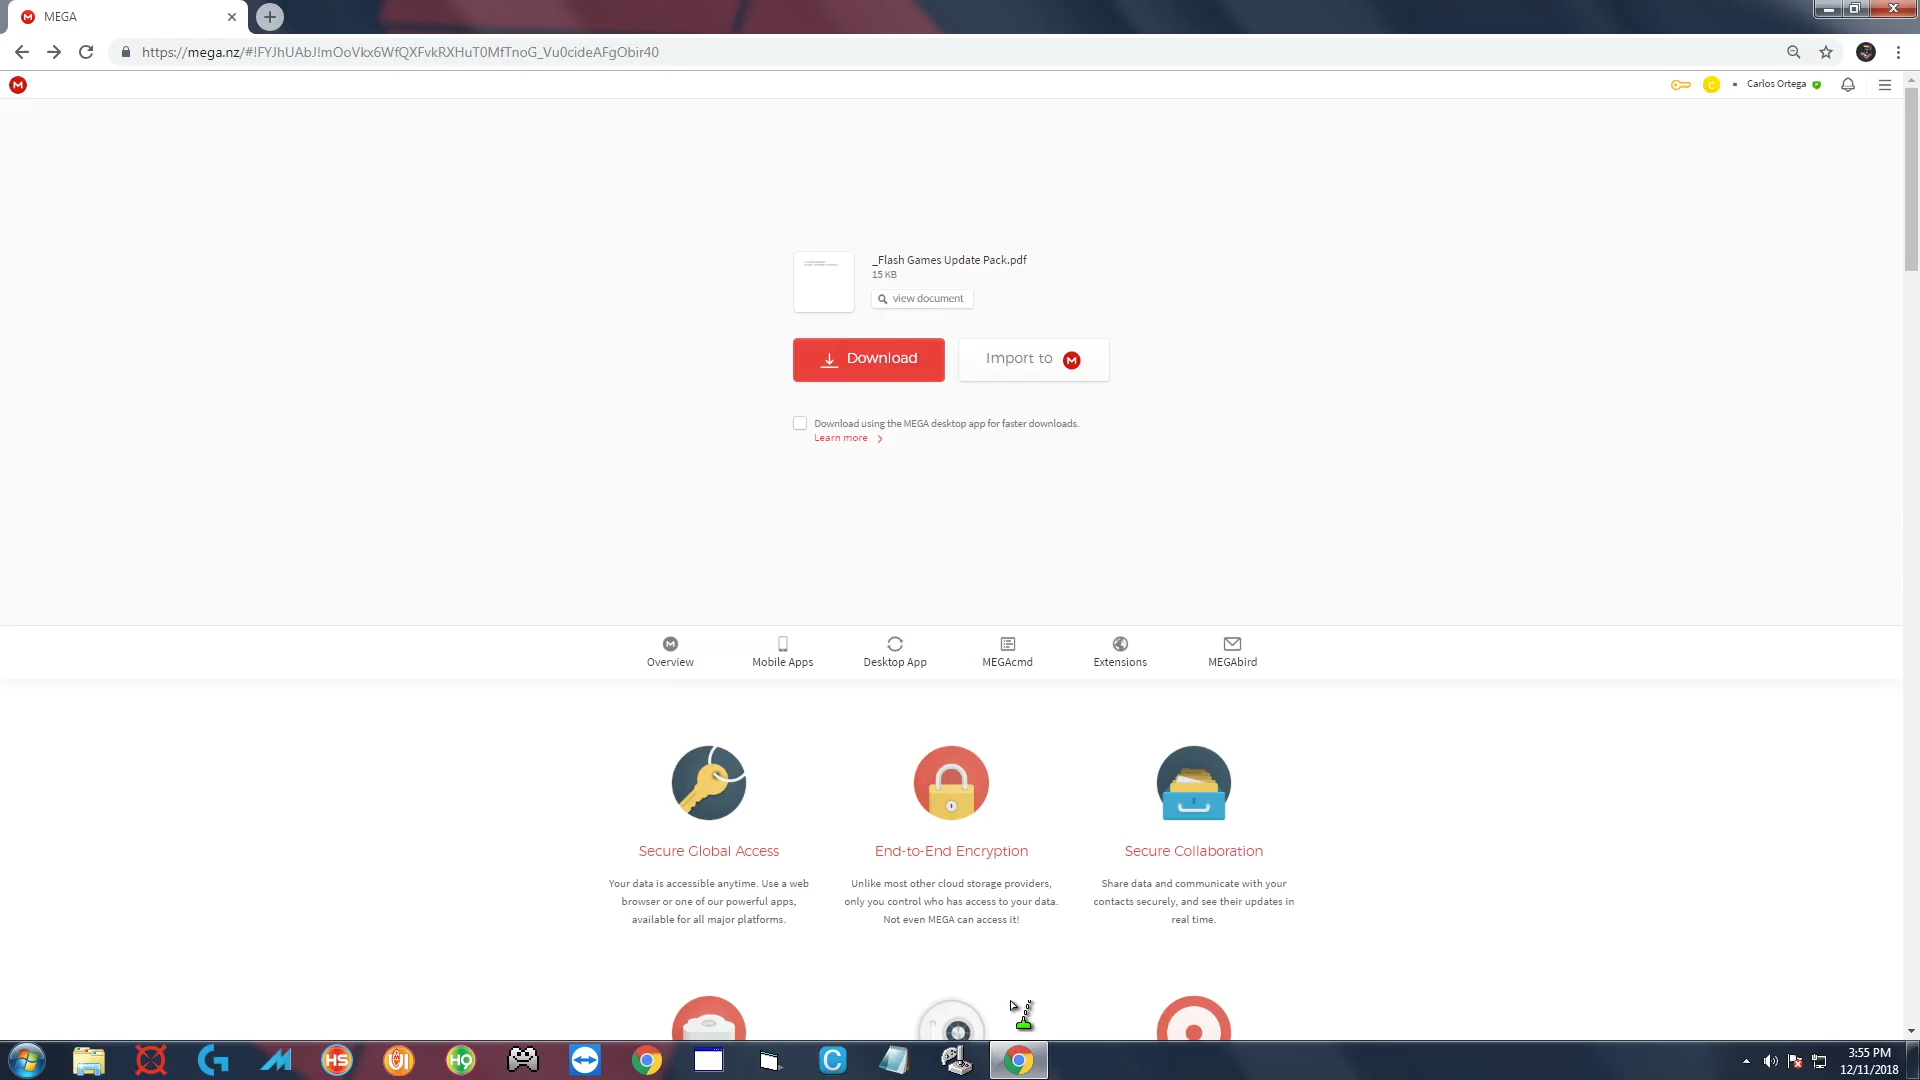 MEGA
https://mega.nz/#!FYJhUAbJ!mOoVkx6WfQXFvkRXHuT0MfTnoG_Vu0cideAFgObir40
M
C
Carlos Ortega
_Flash Games Update Pack.pdf
15 KB
view document
Download
Import to M
Download using the MEGA desktop app for faster downloads.
Learn more
Overview
Mobile Apps
Desktop App
MEGAcmd
Extensions
MEGAbird
Secure Global Access
Your data is accessible anytime. Use a web
browser or one of our powerful apps,
available for all major platforms.
End-to-End Encryption
Unlike most other cloud storage providers,
only you control who has access to your data.
Not even MEGA can access it!
Secure Collaboration
Share data and communicate with your
contacts securely, and see their updates in
real time.
HS
UI
HQ
C
3:55 PM
12/11/2018